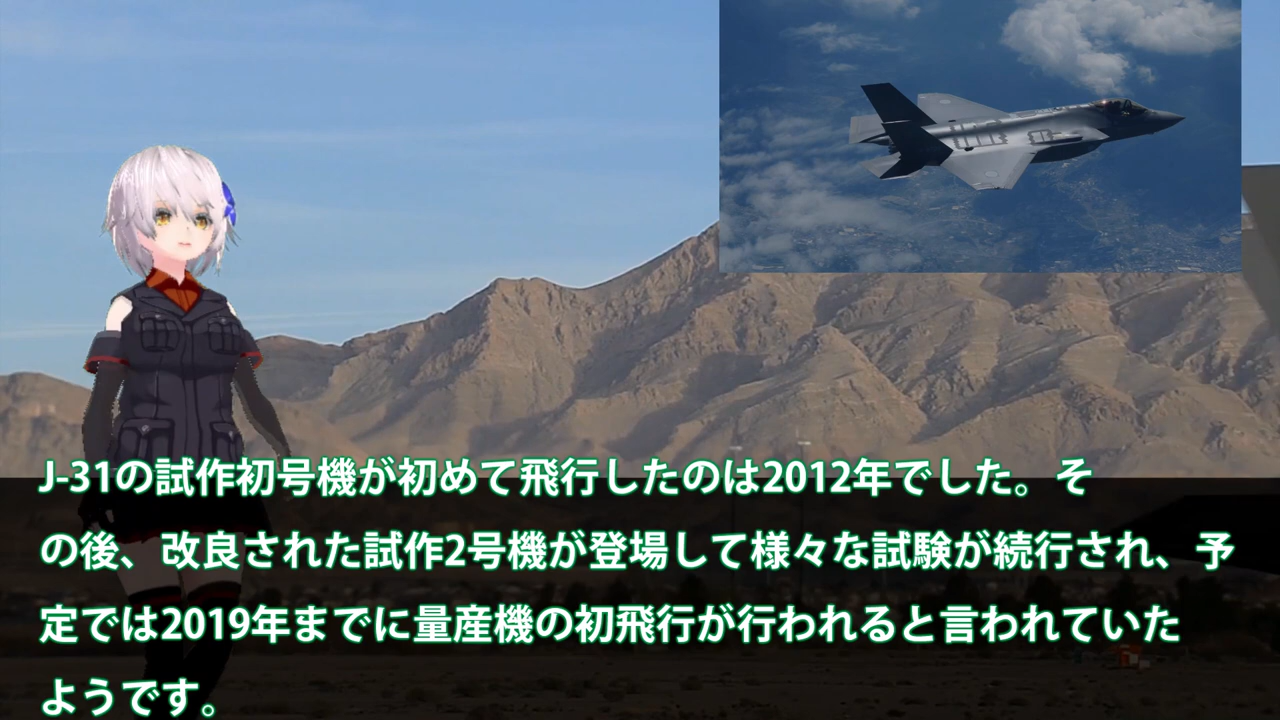 J-31の試作初号機が初めて飛行したのは2012年でした。そ
の後、改良された試作2号機が登場して様々な試験が続行され、予
定では2019年までに量産機の初飛行が行われると言われていた
ようです。